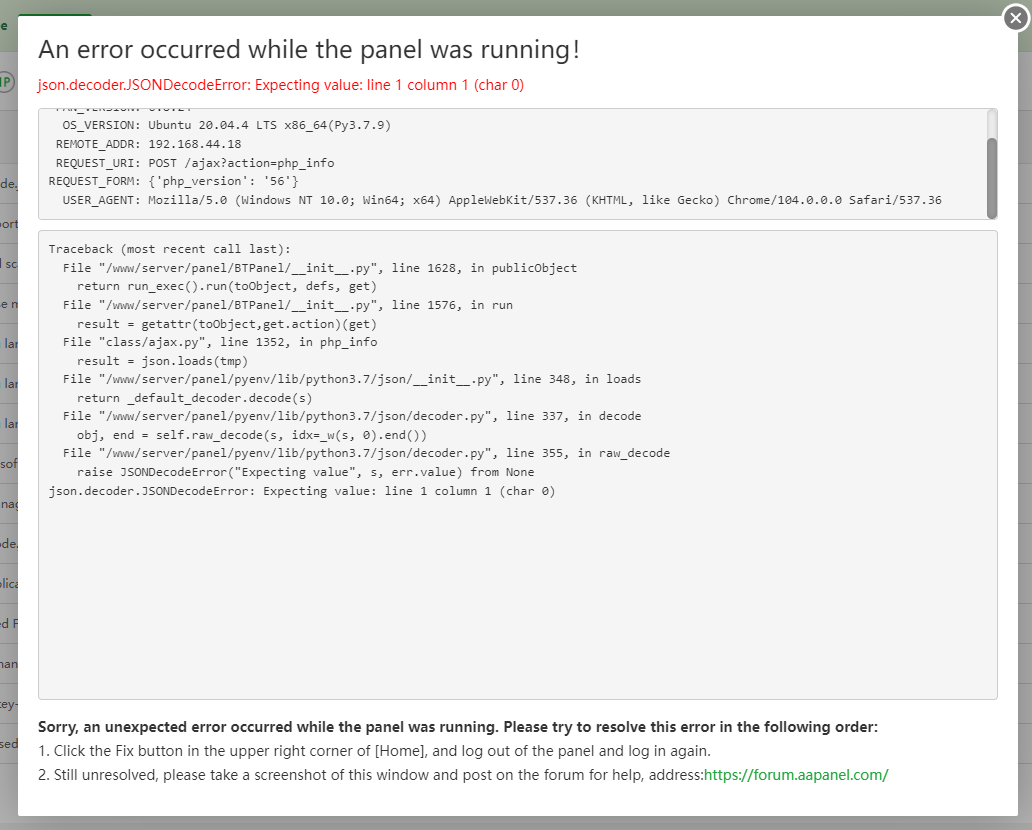 An error occurred while the panel was running!
json.decoder.JSONDecodeError: Expecting value: line 1 column 1 (char 0)
OS_VERSION: Ubuntu 20.04.4 LTS x86_64(Py3.7.9)
REMOTE_ADDR: 192.168.44.18
REQUEST_URI: POST /ajax?action=php_info
REQUEST_FORM: {'php_version': '56'}
USER_AGENT: Mozilla/5.0 (Windows NT 10.0; Win64; x64) AppleWebKit/537.36 (KHTML, like Gecko) Chrome/104.0.0.0 Safari/537.36
Traceback (most recent call last):
File "/www/server/panel/BTPanel/__init__.py", line 1628, in publicObject
return run_exec().run(toObject, defs, get)
File "/www/server/panel/BTPanel/__init__.py", line 1576, in run
result = getattr(toObject,get.action)(get)
File "class/ajax.py", line 1352, in php_info
result = json.loads(tmp)
File "/www/server/panel/pyenv/lib/python3.7/json/__init__.py", line 348, in loads
return _default_decoder.decode(s)
File "/www/server/panel/pyenv/lib/python3.7/json/decoder.py", line 337, in decode
obj, end = self.raw_decode(s, idx=_w(s, 0).end())
File "/www/server/panel/pyenv/lib/python3.7/json/decoder.py", line 355, in raw_decode
raise JSONDecodeError("Expecting value", s, err.value) from None
json.decoder.JSONDecodeError: Expecting value: line 1 column 1 (char 0)
Sorry, an unexpected error occurred while the panel was running. Please try to resolve this error in the following order:
1. Click the Fix button in the upper right corner of [Home], and log out of the panel and log in again.
2. Still unresolved, please take a screenshot of this window and post on the forum for help, address:https://forum.aapanel.com/